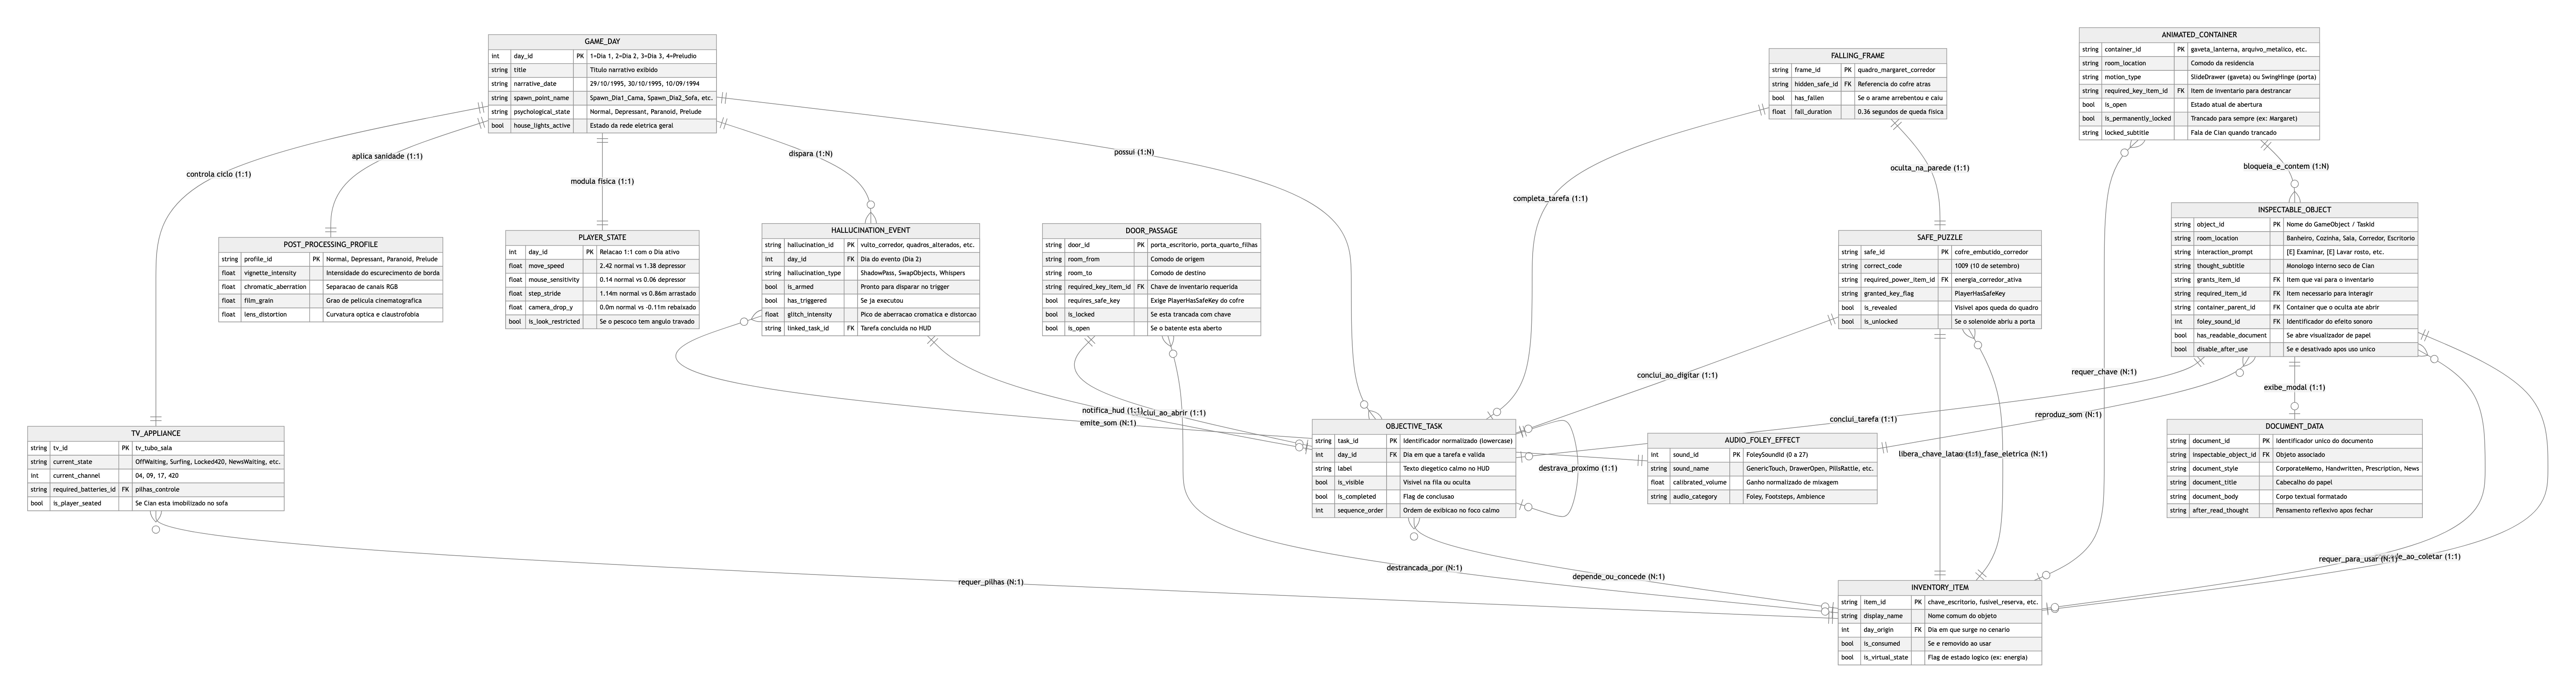 GAME_DAY
int day_id PK 1=Dia 1, 2=Dia 2, 3=Dia 3, 4=Preludio
string title Titulo narrativo exibido
string narrative_date 29/10/1995, 30/10/1995, 10/09/1994
string spawn_point_name Spawn_Dia1_Cama, Spawn_Dia2_Sofa, etc.
string psychological_state Normal, Depressant, Paranoid, Prelude
bool house_lights_active Estado da rede eletrica geral
FALLING_FRAME
string frame_id PK quadro_margaret_corredor
string hidden_safe_id FK Referencia do cofre atras
bool has_fallen Se o arame arrebentou e caiu
float fall_duration 0.36 segundos de queda fisica
ANIMATED_CONTAINER
string container_id PK gaveta_lanterna, arquivo_metalico, etc.
string room_location Comodo da residencia
string motion_type SlideDrawer (gaveta) ou SwingHinge (porta)
string required_key_item_id FK Item de inventario para destrancar
bool is_open Estado atual de abertura
bool is_permanently_locked Trancado para sempre (ex: Margaret)
string locked_subtitle Fala de Cian quando trancado
controla ciclo (1:1)
aplica sanidade (1:1)
modula fisica (1:1)
dispara (1:N)
possui (1:N)
completa_tarefa (1:1)
oculta_na_parede (1:1)
bloqueia_e_contem (1:N)
POST_PROCESSING_PROFILE
string profile_id PK Normal, Depressant, Paranoid, Prelude
float vignette_intensity Intensidade do escurecimento de borda
float chromatic_aberration Separacao de canais RGB
float film_grain Grao de pelicula cinematografica
float lens_distortion Curvatura optica e claustrofobia
PLAYER_STATE
int day_id PK Relacao 1:1 com o Dia ativo
float move_speed 2.42 normal vs 1.38 depressor
float mouse_sensitivity 0.14 normal vs 0.06 depressor
float step_stride 1.14m normal vs 0.86m arrastado
float camera_drop_y 0.0m normal vs -0.11m rebaixado
bool is_look_restricted Se o pescoco tem angulo travado
HALLUCINATION_EVENT
string hallucination_id PK vulto_corredor, quadros_alterados, etc.
int day_id FK Dia do evento (Dia 2)
string hallucination_type ShadowPass, SwapObjects, Whispers
bool is_armed Pronto para disparar no trigger
bool has_triggered Se ja executou
float glitch_intensity Pico de aberracao cromatica e distorcao
string linked_task_id FK Tarefa concluida no HUD
DOOR_PASSAGE
string door_id PK porta_escritorio, porta_quarto_filhas
string room_from Comodo de origem
string room_to Comodo de destino
string required_key_item_id FK Chave de inventario requerida
bool requires_safe_key Exige PlayerHasSafeKey do cofre
bool is_locked Se esta trancada com chave
bool is_open Se o batente esta aberto
SAFE_PUZZLE
string safe_id PK cofre_embutido_corredor
string correct_code 1009 (10 de setembro)
string required_power_item_id FK energia_corredor_ativa
string granted_key_flag PlayerHasSafeKey
bool is_revealed Visivel apos queda do quadro
bool is_unlocked Se o solenoide abriu a porta
INSPECTABLE_OBJECT
string object_id PK Nome do GameObject / TaskId
string room_location Banheiro, Cozinha, Sala, Corredor, Escritorio
string interaction_prompt [E] Examinar, [E] Lavar rosto, etc.
string thought_subtitle Monologo interno seco de Cian
string grants_item_id FK Item que vai para o inventario
string required_item_id FK Item necessario para interagir
string container_parent_id FK Container que o oculta ate abrir
int foley_sound_id FK Identificador do efeito sonoro
bool has_readable_document Se abre visualizador de papel
bool disable_after_use Se e desativado apos uso unico
notifica_hud (1:1)
clui_ao_abrir (1:1)
emite_som (N:1)
conclui_ao_digitar (1:1)
requer_chave (N:1)
exibe_modal (1:1)
conclui_tarefa (1:1)
reproduz_som (N:1)
destrava_proximo (1:1)
libera_chave_latao
fase_eletrica (N:1)
TV_APPLIANCE
string tv_id PK tv_tubo_sala
string current_state OffWaiting, Surfing, Locked420, NewsWaiting, etc.
int current_channel 04, 09, 17, 420
string required_batteries_id FK pilhas_controle
bool is_player_seated Se Cian esta imobilizado no sofa
OBJECTIVE_TASK
string task_id PK Identificador normalizado (lowercase)
int day_id FK Dia em que a tarefa e valida
string label Texto diegetico calmo no HUD
bool is_visible Visivel na fila ou oculta
bool is_completed Flag de conclusao
int sequence_order Ordem de exibicao no foco calmo
AUDIO_FOLEY_EFFECT
int sound_id PK FoleySoundId (0 a 27)
string sound_name GenericTouch, DrawerOpen, PillsRattle, etc.
float calibrated_volume Ganho normalizado de mixagem
string audio_category Foley, Footsteps, Ambience
DOCUMENT_DATA
string document_id PK Identificador unico do documento
string inspectable_object_id FK Objeto associado
string document_style CorporateMemo, Handwritten, Prescription, News
string document_title Cabecalho do papel
string document_body Corpo textual formatado
string after_read_thought Pensamento reflexivo apos fechar
requer_pilhas (N:1)
destrancada_por (N:1)
depende_ou_concede (N:1)
requer_para_usar (N:1)
ao_coletar (1:1)
INVENTORY_ITEM
string item_id PK chave_escritorio, fusivel_reserva, etc.
string display_name Nome comum do objeto
int day_origin FK Dia em que surge no cenario
bool is_consumed Se e removido ao usar
bool is_virtual_state Flag de estado logico (ex: energia)